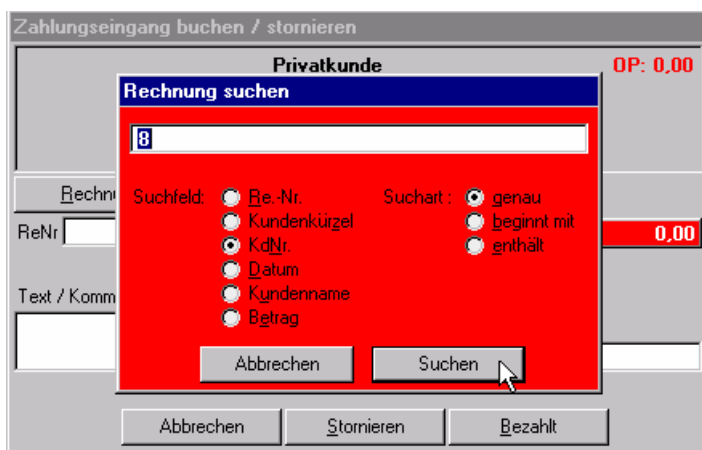 Zahlungseingang buchen / stornieren
Privatkunde
OP: 0,00
Rechnung suchen
8
Suchfeld:
Re.-Nr.
Kundenkürzel
KdNr.
Datum
Kundenname
Betrag
Suchart :
genau
beginnt mit
enthält
Abbrechen
Suchen
Rechnu
ReNr
0,00
Text / Komm
Abbrechen
Stornieren
Bezahlt